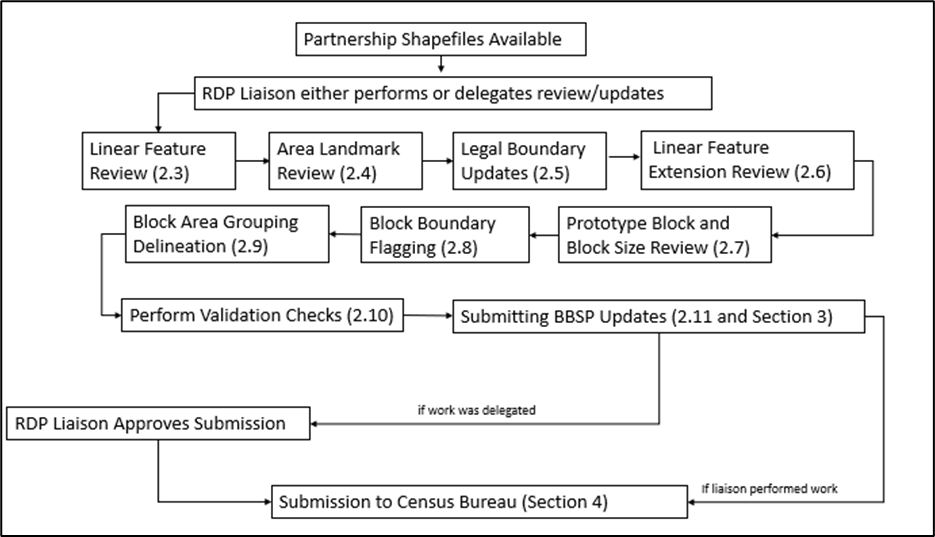 Partnership Shapefiles Available
RDP Liaison either performs or delegates review/updates
Linear Feature
Review (2.3)
Area Landmark
Review (2.4)
Legal Boundary
Updates (2.5)
Linear Feature
Extension Review (2.6)
Block Area Grouping
Delineation (2.9)
Block Boundary
Flagging (2.8)
Prototype Block and
Block Size Review (2.7)
Perform Validation Checks (2.10)
Submitting BBSP Updates (2.11 and Section 3)
if work was delegated
RDP Liaison Approves Submission
If liaison performed work
Submission to Census Bureau (Section 4)